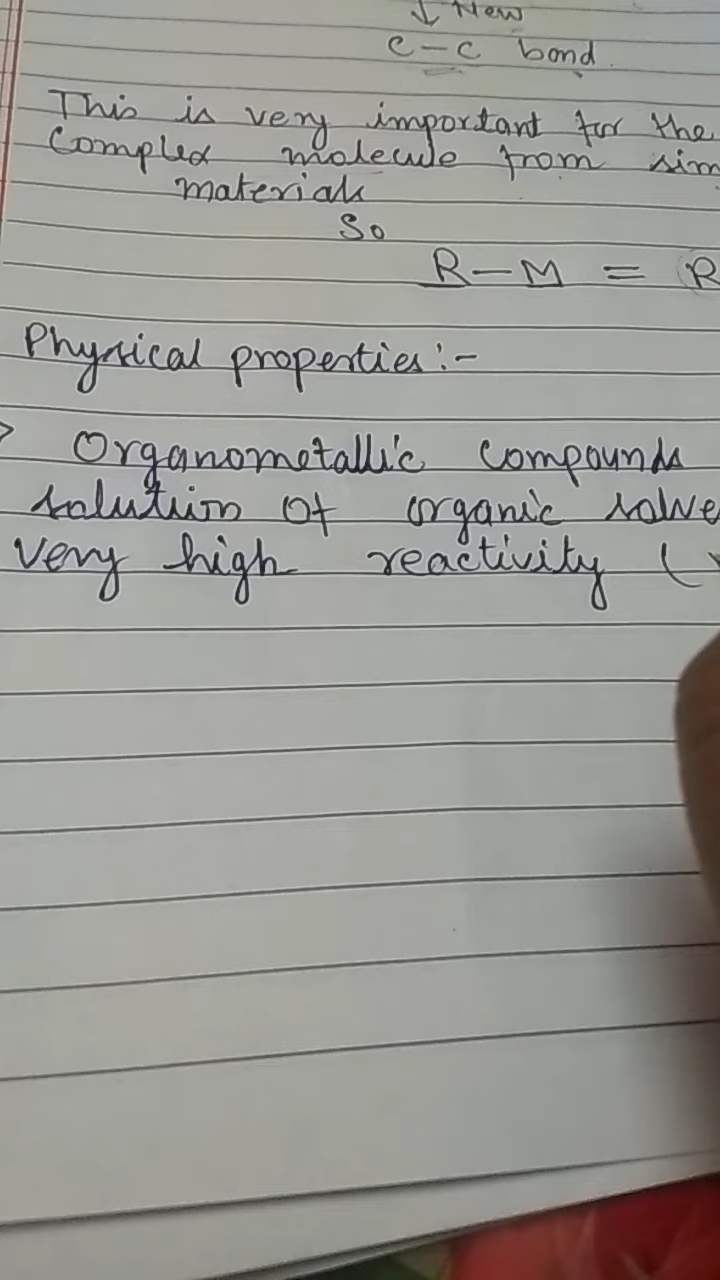 ↓ New
C-C bond
This is very important for the
Complex molecule from sim
materials
So
R-M = R
Physical properties:-
> Organometallic compounds
solution of organic solve
very high reactivity (